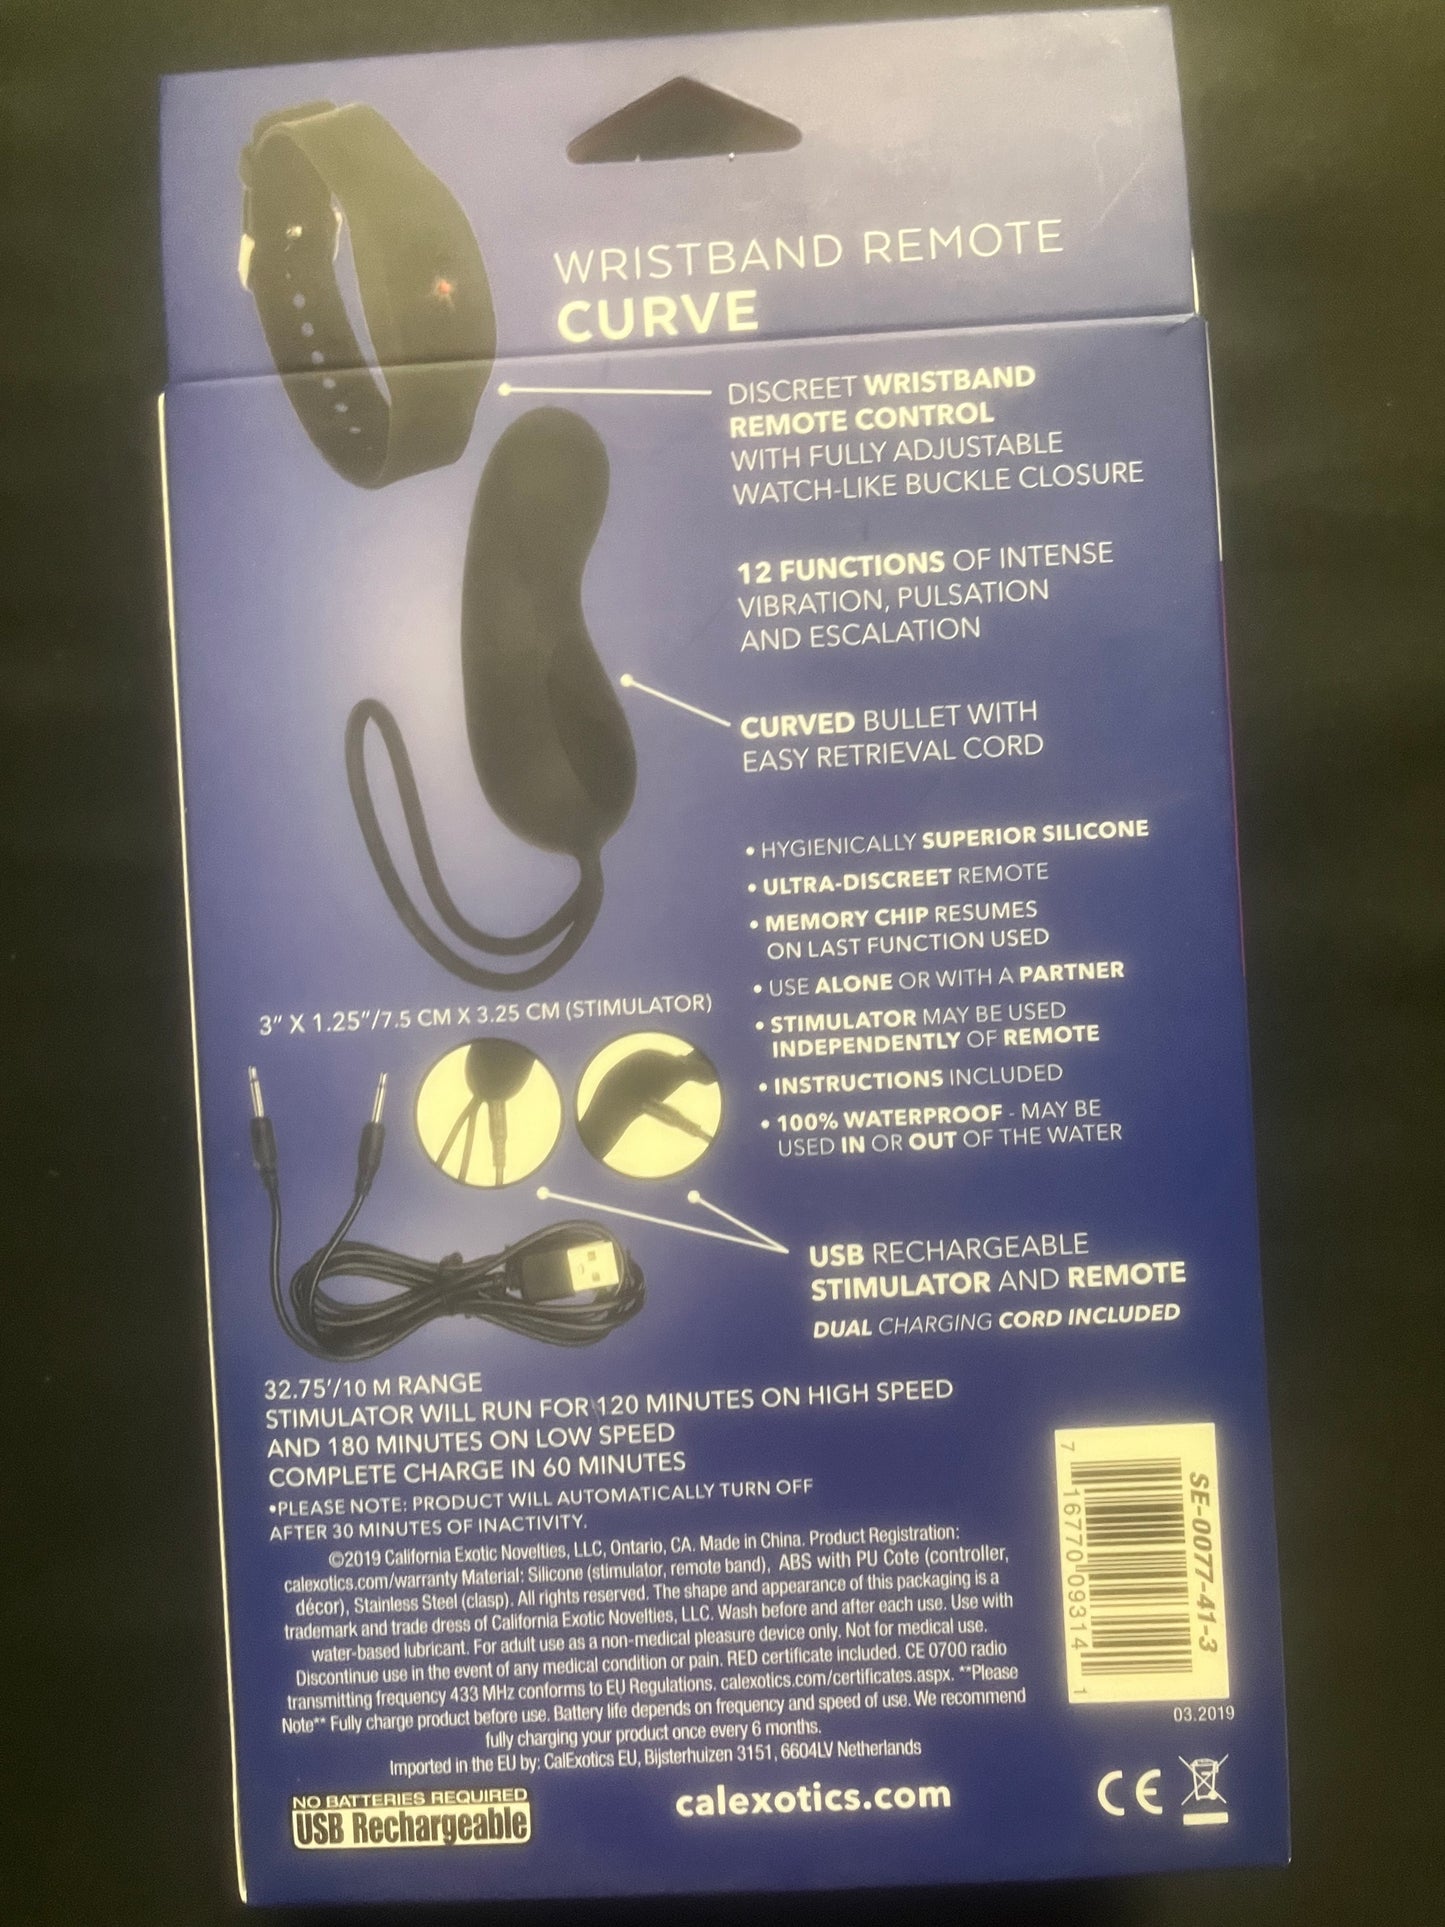 WRISTBAND REMOTE
CURVE
DISCREET WRISTBAND
REMOTE CONTROL
WITH FULLY ADJUSTABLE
WATCH-LIKE BUCKLE CLOSURE
12 FUNCTIONS OF INTENSE
VIBRATION, PULSATION
AND ESCALATION
CURVED BULLET WITH
EASY RETRIEVAL CORD
• HYGIENICALLY SUPERIOR SILICONE
• ULTRA-DISCREET REMOTE
• MEMORY CHIP RESUMES
ON LAST FUNCTION USED
• USE ALONE OR WITH A PARTNER
• STIMULATOR MAY BE USED
INDEPENDENTLY OF REMOTE
• INSTRUCTIONS INCLUDED
• 100% WATERPROOF - MAY BE
USED IN OR OUT OF THE WATER
3" X 1.25"/7.5 CM X 3.25 CM (STIMULATOR)
USB RECHARGEABLE
STIMULATOR AND REMOTE
DUAL CHARGING CORD INCLUDED
32.75'/10 M RANGE
STIMULATOR WILL RUN FOR 120 MINUTES ON HIGH SPEED
AND 180 MINUTES ON LOW SPEED
COMPLETE CHARGE IN 60 MINUTES
•PLEASE NOTE: PRODUCT WILL AUTOMATICALLY TURN OFF
AFTER 30 MINUTES OF INACTIVITY.
©2019 California Exotic Novelties, LLC, Ontario, CA. Made in China. Product Registration:
calexotics.com/warranty Material: Silicone (stimulator, remote band), ABS with PU Cote (controller,
décor), Stainless Steel (clasp). All rights reserved. The shape and appearance of this packaging is a
trademark and trade dress of California Exotic Novelties, LLC. Wash before and after each use. Use with
water-based lubricant. For adult use as a non-medical pleasure device only. Not for medical use.
Discontinue use in the event of any medical condition or pain. RED certificate included. CE 0700 radio
transmitting frequency 433 MHz conforms to EU Regulations. calexotics.com/certificates.aspx. **Please
Note** Fully charge product before use. Battery life depends on frequency and speed of use. We recommend
fully charging your product once every 6 months.
Imported in the EU by: CalExotics EU, Bijsterhuizen 3151, 6604LV Netherlands
SE-0077-41-3
7 16770 09314 1
03.2019
NO BATTERIES REQUIRED
USB Rechargeable
calexotics.com
CE